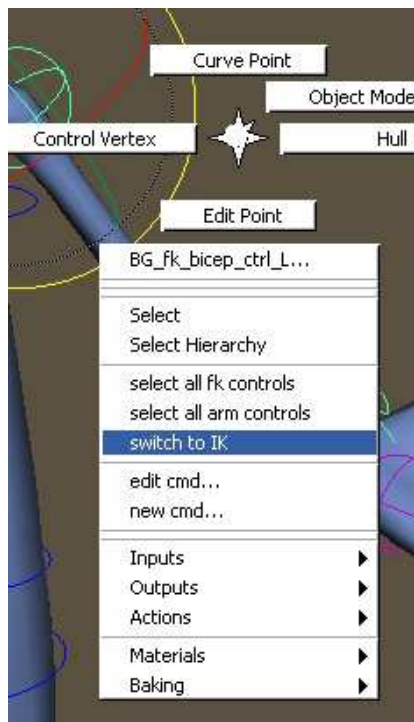 Curve Point
Object Mode
Control Vertex
Hull
Edit Point
BG_fk_bicep_ctrl_L...
Select
Select Hierarchy
select all fk controls
select all arm controls
switch to IK
edit cmd...
new cmd...
Inputs
Outputs
Actions
Materials
Baking